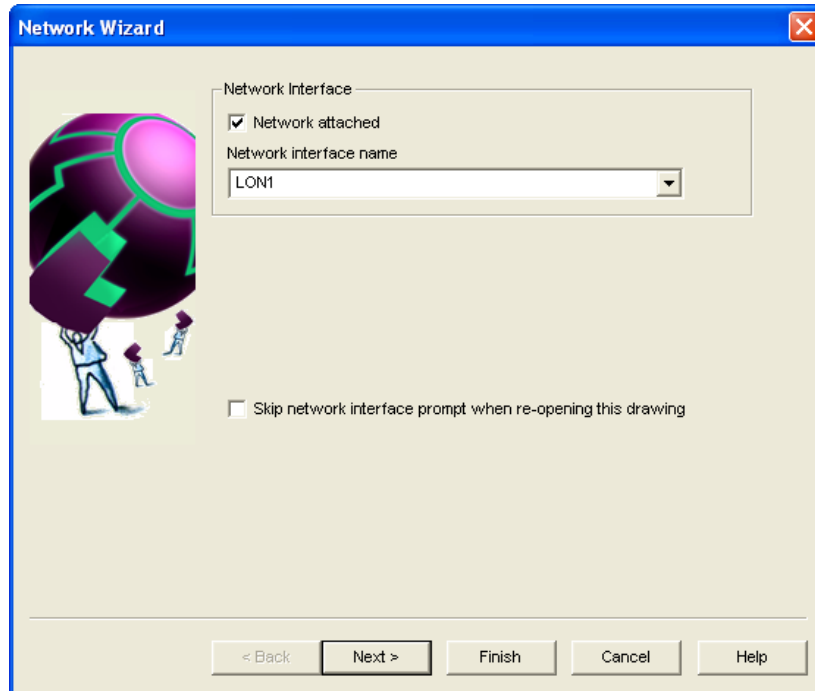 Network Wizard
Network Interface
Network attached
Network interface name
LON1
Skip network interface prompt when re-opening this drawing
< Back Next > Finish Cancel Help